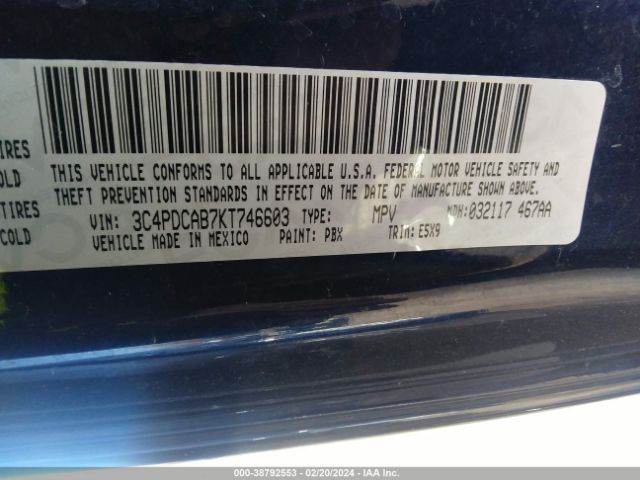 IRES
OLD
TIRES
COLD
THIS VEHICLE CONFORMS TO ALL APPLICABLE U.S.A. FEDERAL MOTOR VEHICLE SAFETY AND
THEFT PREVENTION STANDARDS IN EFFECT ON THE DATE OF MANUFACTURE SHOWN ABOVE.
VIN: 3C4PDCAB7KT746603 TYPE: MPV MDH:032117 467AA
VEHICLE MADE IN MEXICO PAINT: PBX TRIM: E5X9
000-38792553 - 02/20/2024 - IAA Inc.